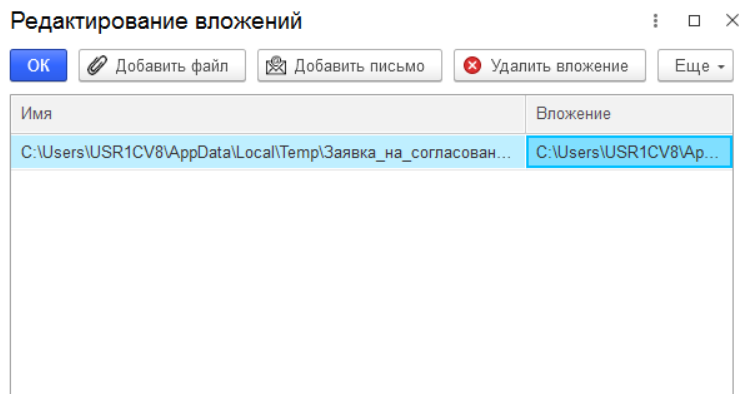 Редактирование вложений
ОК Добавить файл Добавить письмо Удалить вложение Еще
Имя Вложение
C:\Users\USR1CV8\AppData\Local\Temp\Заявка_на_согласован... C:\Users\USR1CV8\Ap...